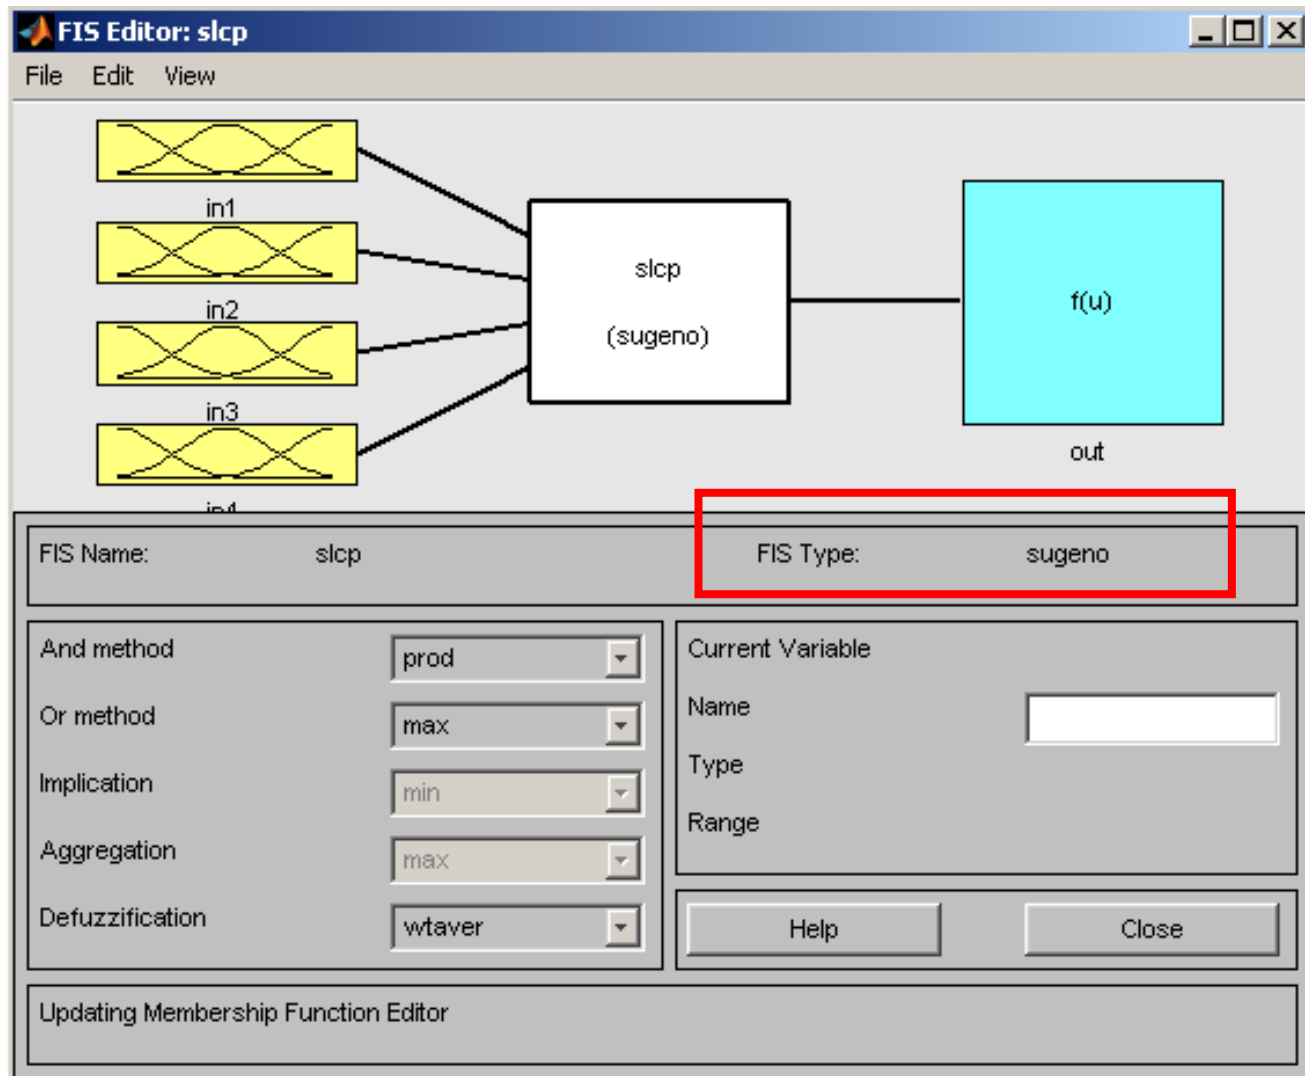 FIS Editor: slcp
File Edit View
in1
in2
in3
in4
slcp
(sugeno)
f(u)
out
FIS Name: slcp FIS Type: sugeno
And method prod
Or method max
Implication min
Aggregation max
Defuzzification wtaver
Current Variable
Name
Type
Range
Help Close
Updating Membership Function Editor